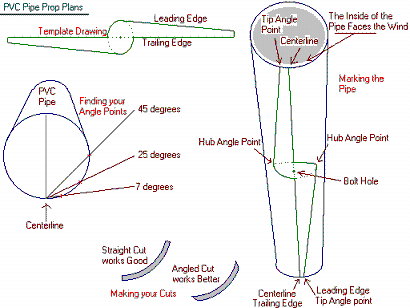 PVC Pipe Prop Plans
Leading Edge
Template Drawing
Trailing Edge
Tip Angle
Point
Centerline
The Inside of the
Pipe Faces the Wind
Marking the
Pipe
PVC
Pipe
Finding your
Angle Points
45 degrees
25 degrees
7 degrees
Centerline
Hub Angle Point
Hub Angle Point
Bolt Hole
Straight Cut
works Good
Angled Cut
works Better
Making your Cuts
Centerline
Trailing Edge
Leading Edge
Tip Angle point